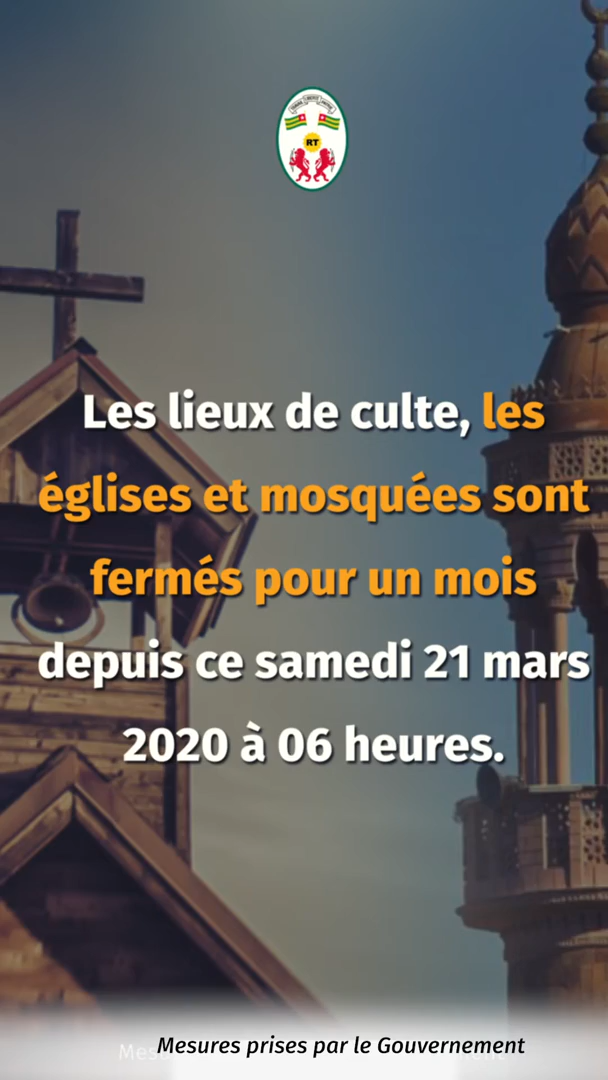 RT
Les lieux de culte, les
églises et mosquées sont
fermés pour un mois
depuis ce samedi 21 mars
2020 à 06 heures.
Mesures prises par le Gouvernement